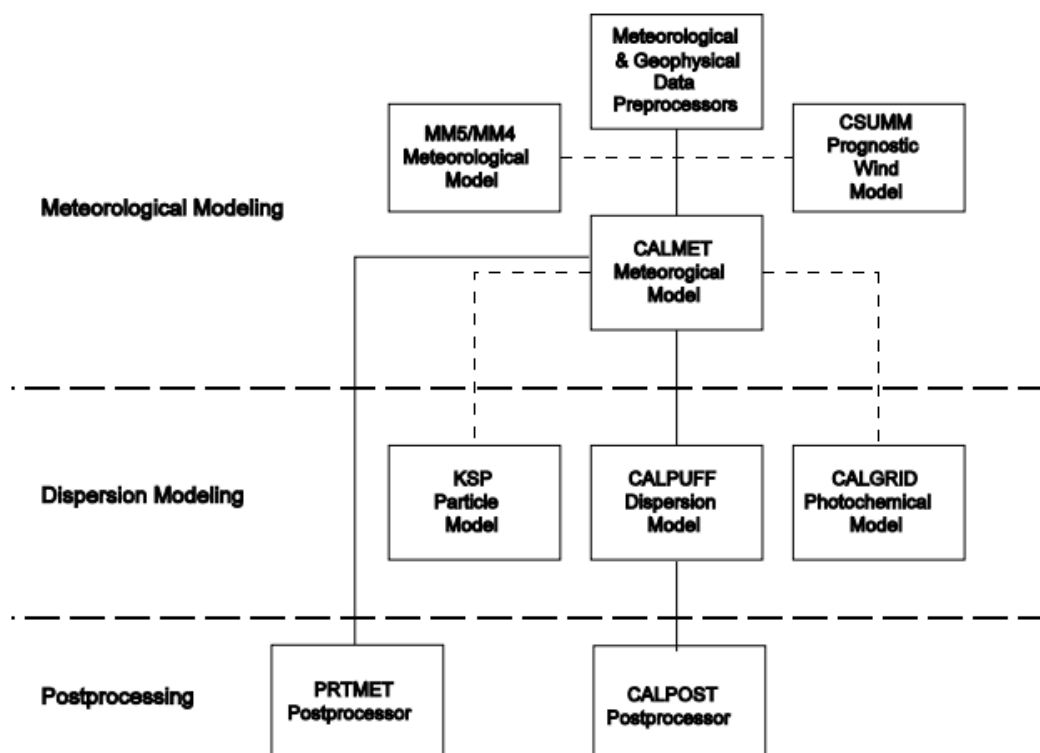 Meteorological
& Geophysical
Data
Preprocessors
MM5/MM4
Meteorological
Model
CSUMM
Prognostic
Wind
Model
Meteorological Modeling
CALMET
Meteorogical
Model
KSP
Particle
Model
CALPUFF
Dispersion
Model
CALGRID
Photochemical
Model
Dispersion Modeling
PRTMET
Postprocessor
CALPOST
Postprocessor
Postprocessing